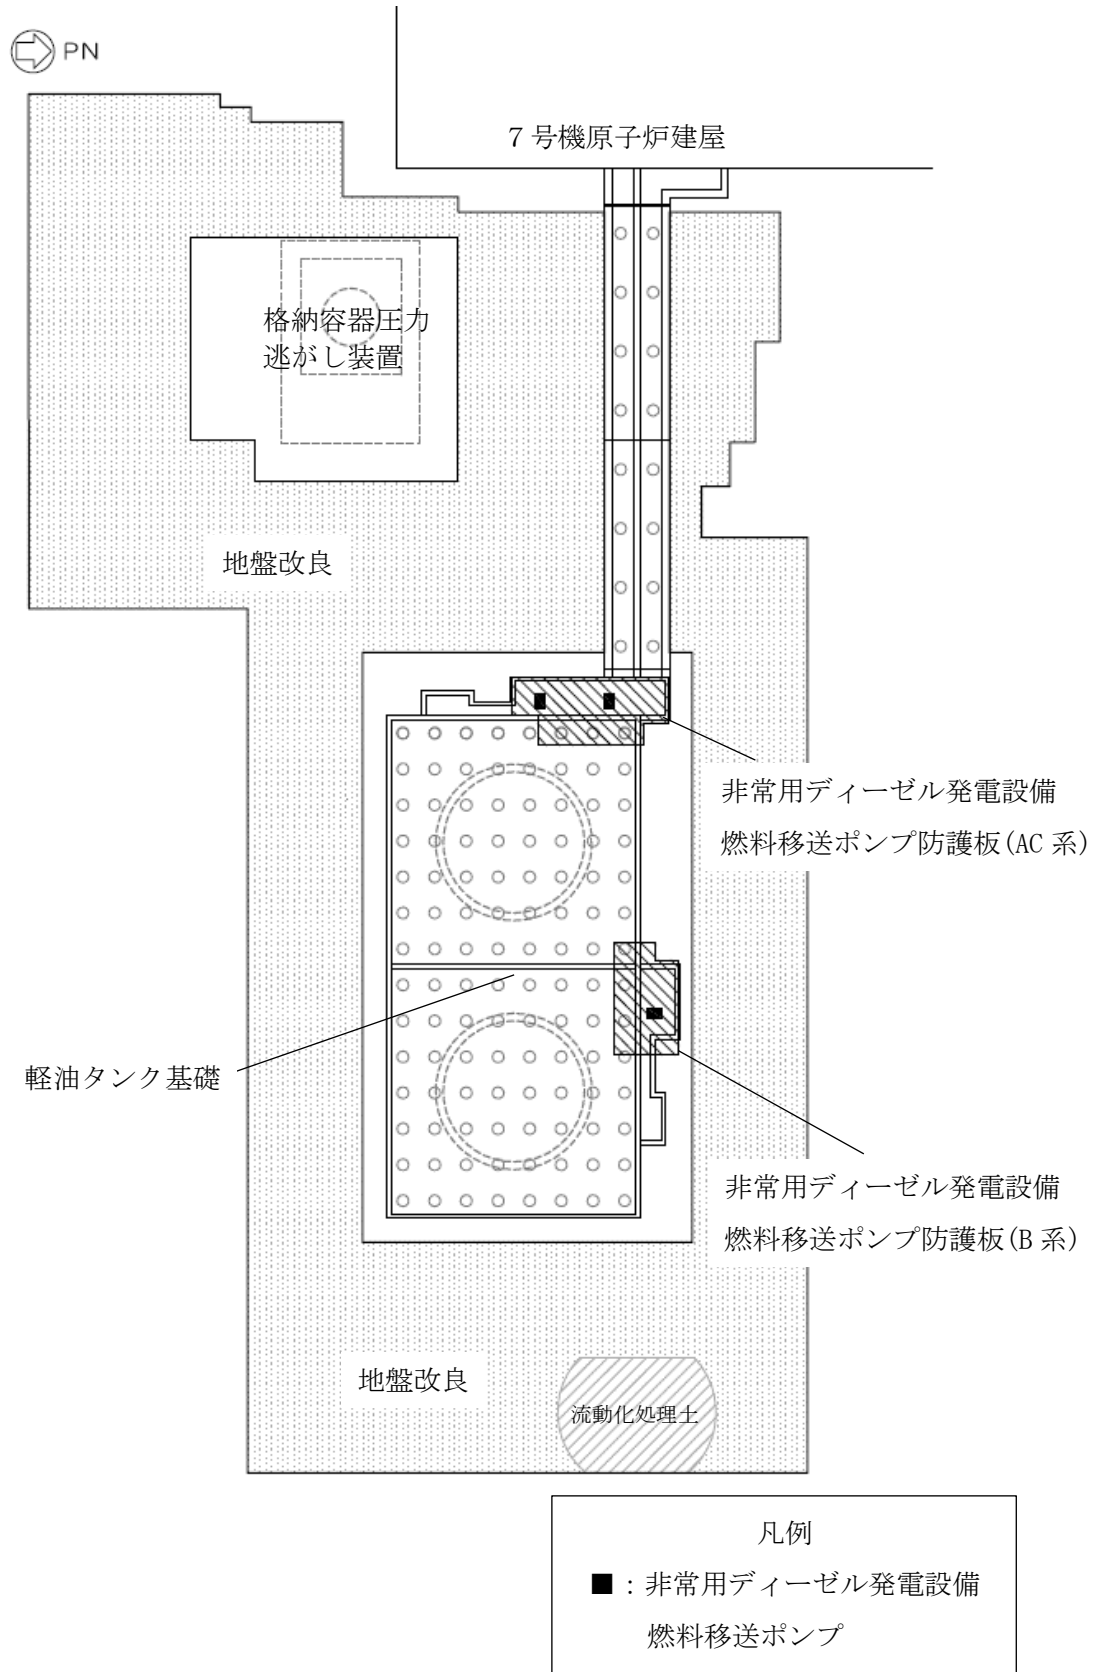 PN
7号機原子炉建屋
格納容器圧力
逃がし装置
地盤改良
非常用ディーゼル発電設備
燃料移送ポンプ防護板(AC系)
軽油タンク基礎
非常用ディーゼル発電設備
燃料移送ポンプ防護板(B系)
地盤改良
流動化処理土
凡例
■：非常用ディーゼル発電設備
燃料移送ポンプ